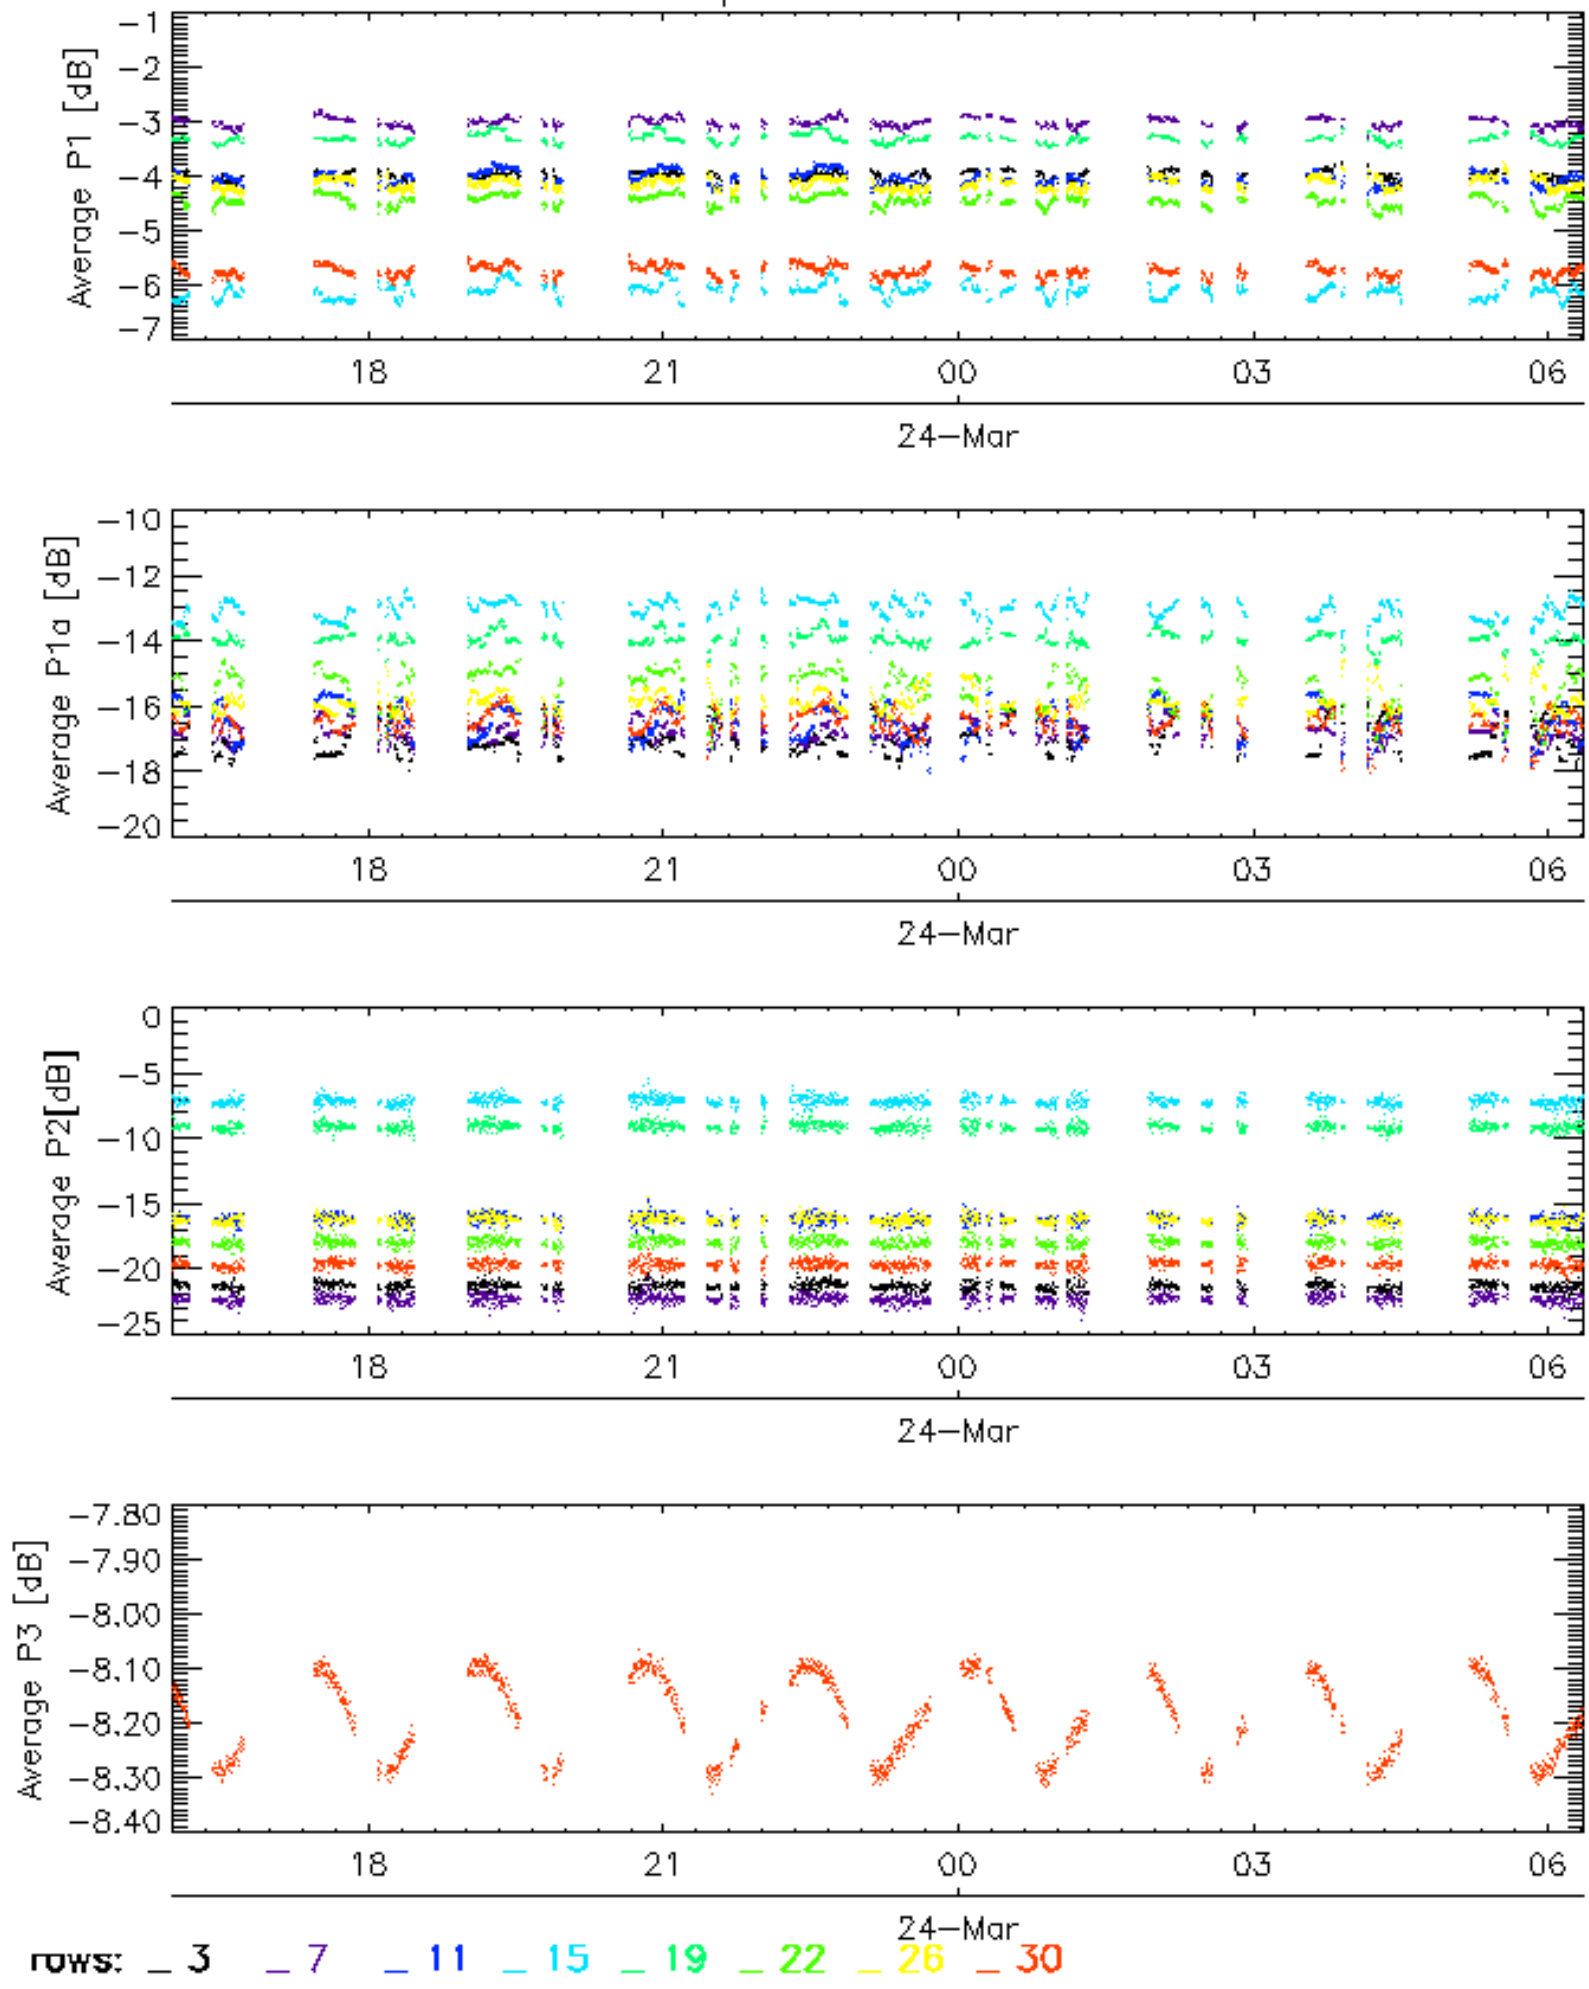 Average P1 [dB]
-1
-2
-3
-4
-5
-6
-7
18 21 00 03 06
24-Mar
Average P1a [dB]
-10
-12
-14
-16
-18
-20
18 21 00 03 06
24-Mar
Average P2[dB]
0
-5
-10
-15
-20
-25
18 21 00 03 06
24-Mar
Average P3 [dB]
-7.80
-7.90
-8.00
-8.10
-8.20
-8.30
-8.40
18 21 00 03 06
24-Mar
rows: _ 3 _ 7 _ 11 _ 15 _ 19 _ 22 _ 26 _ 30